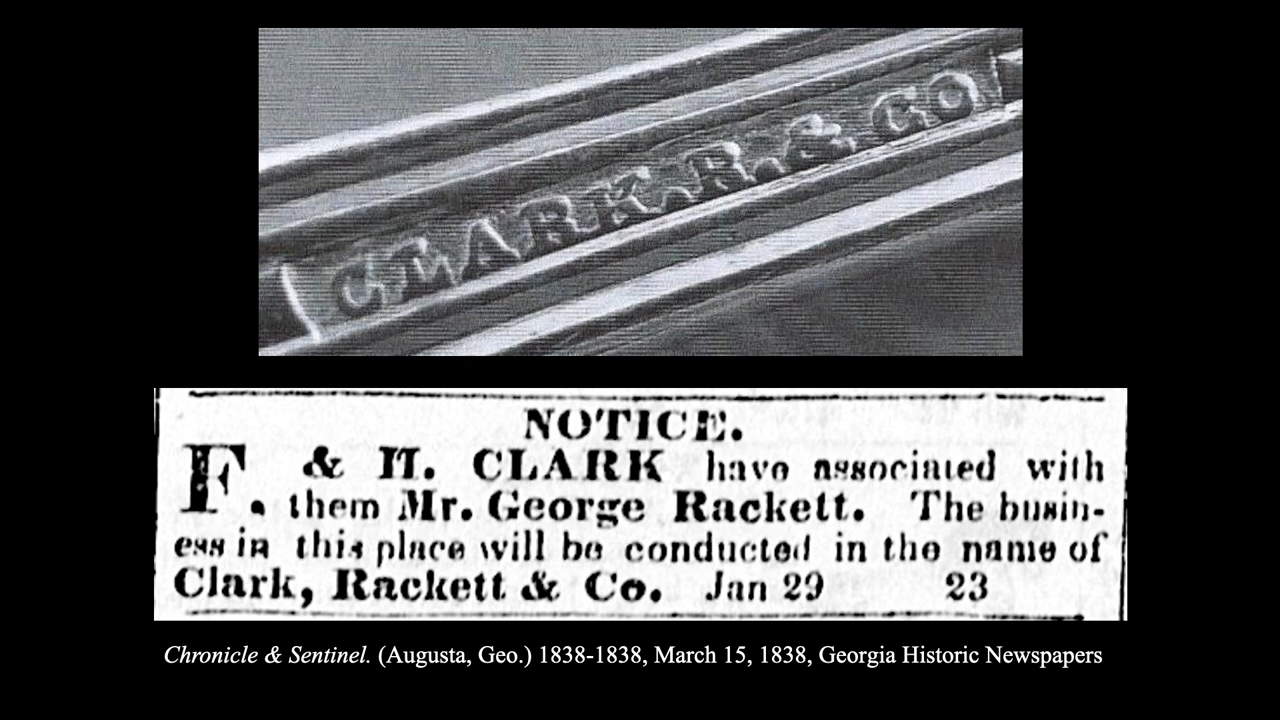 CLARK.R.& CO
NOTICE.
F. & H. CLARK have associated with
them Mr. George Rackett. The busin-
ess in this place will be conducted in the name of
Clark, Rackett & Co. Jan 29 23
Chronicle & Sentinel. (Augusta, Geo.) 1838-1838, March 15, 1838, Georgia Historic Newspapers